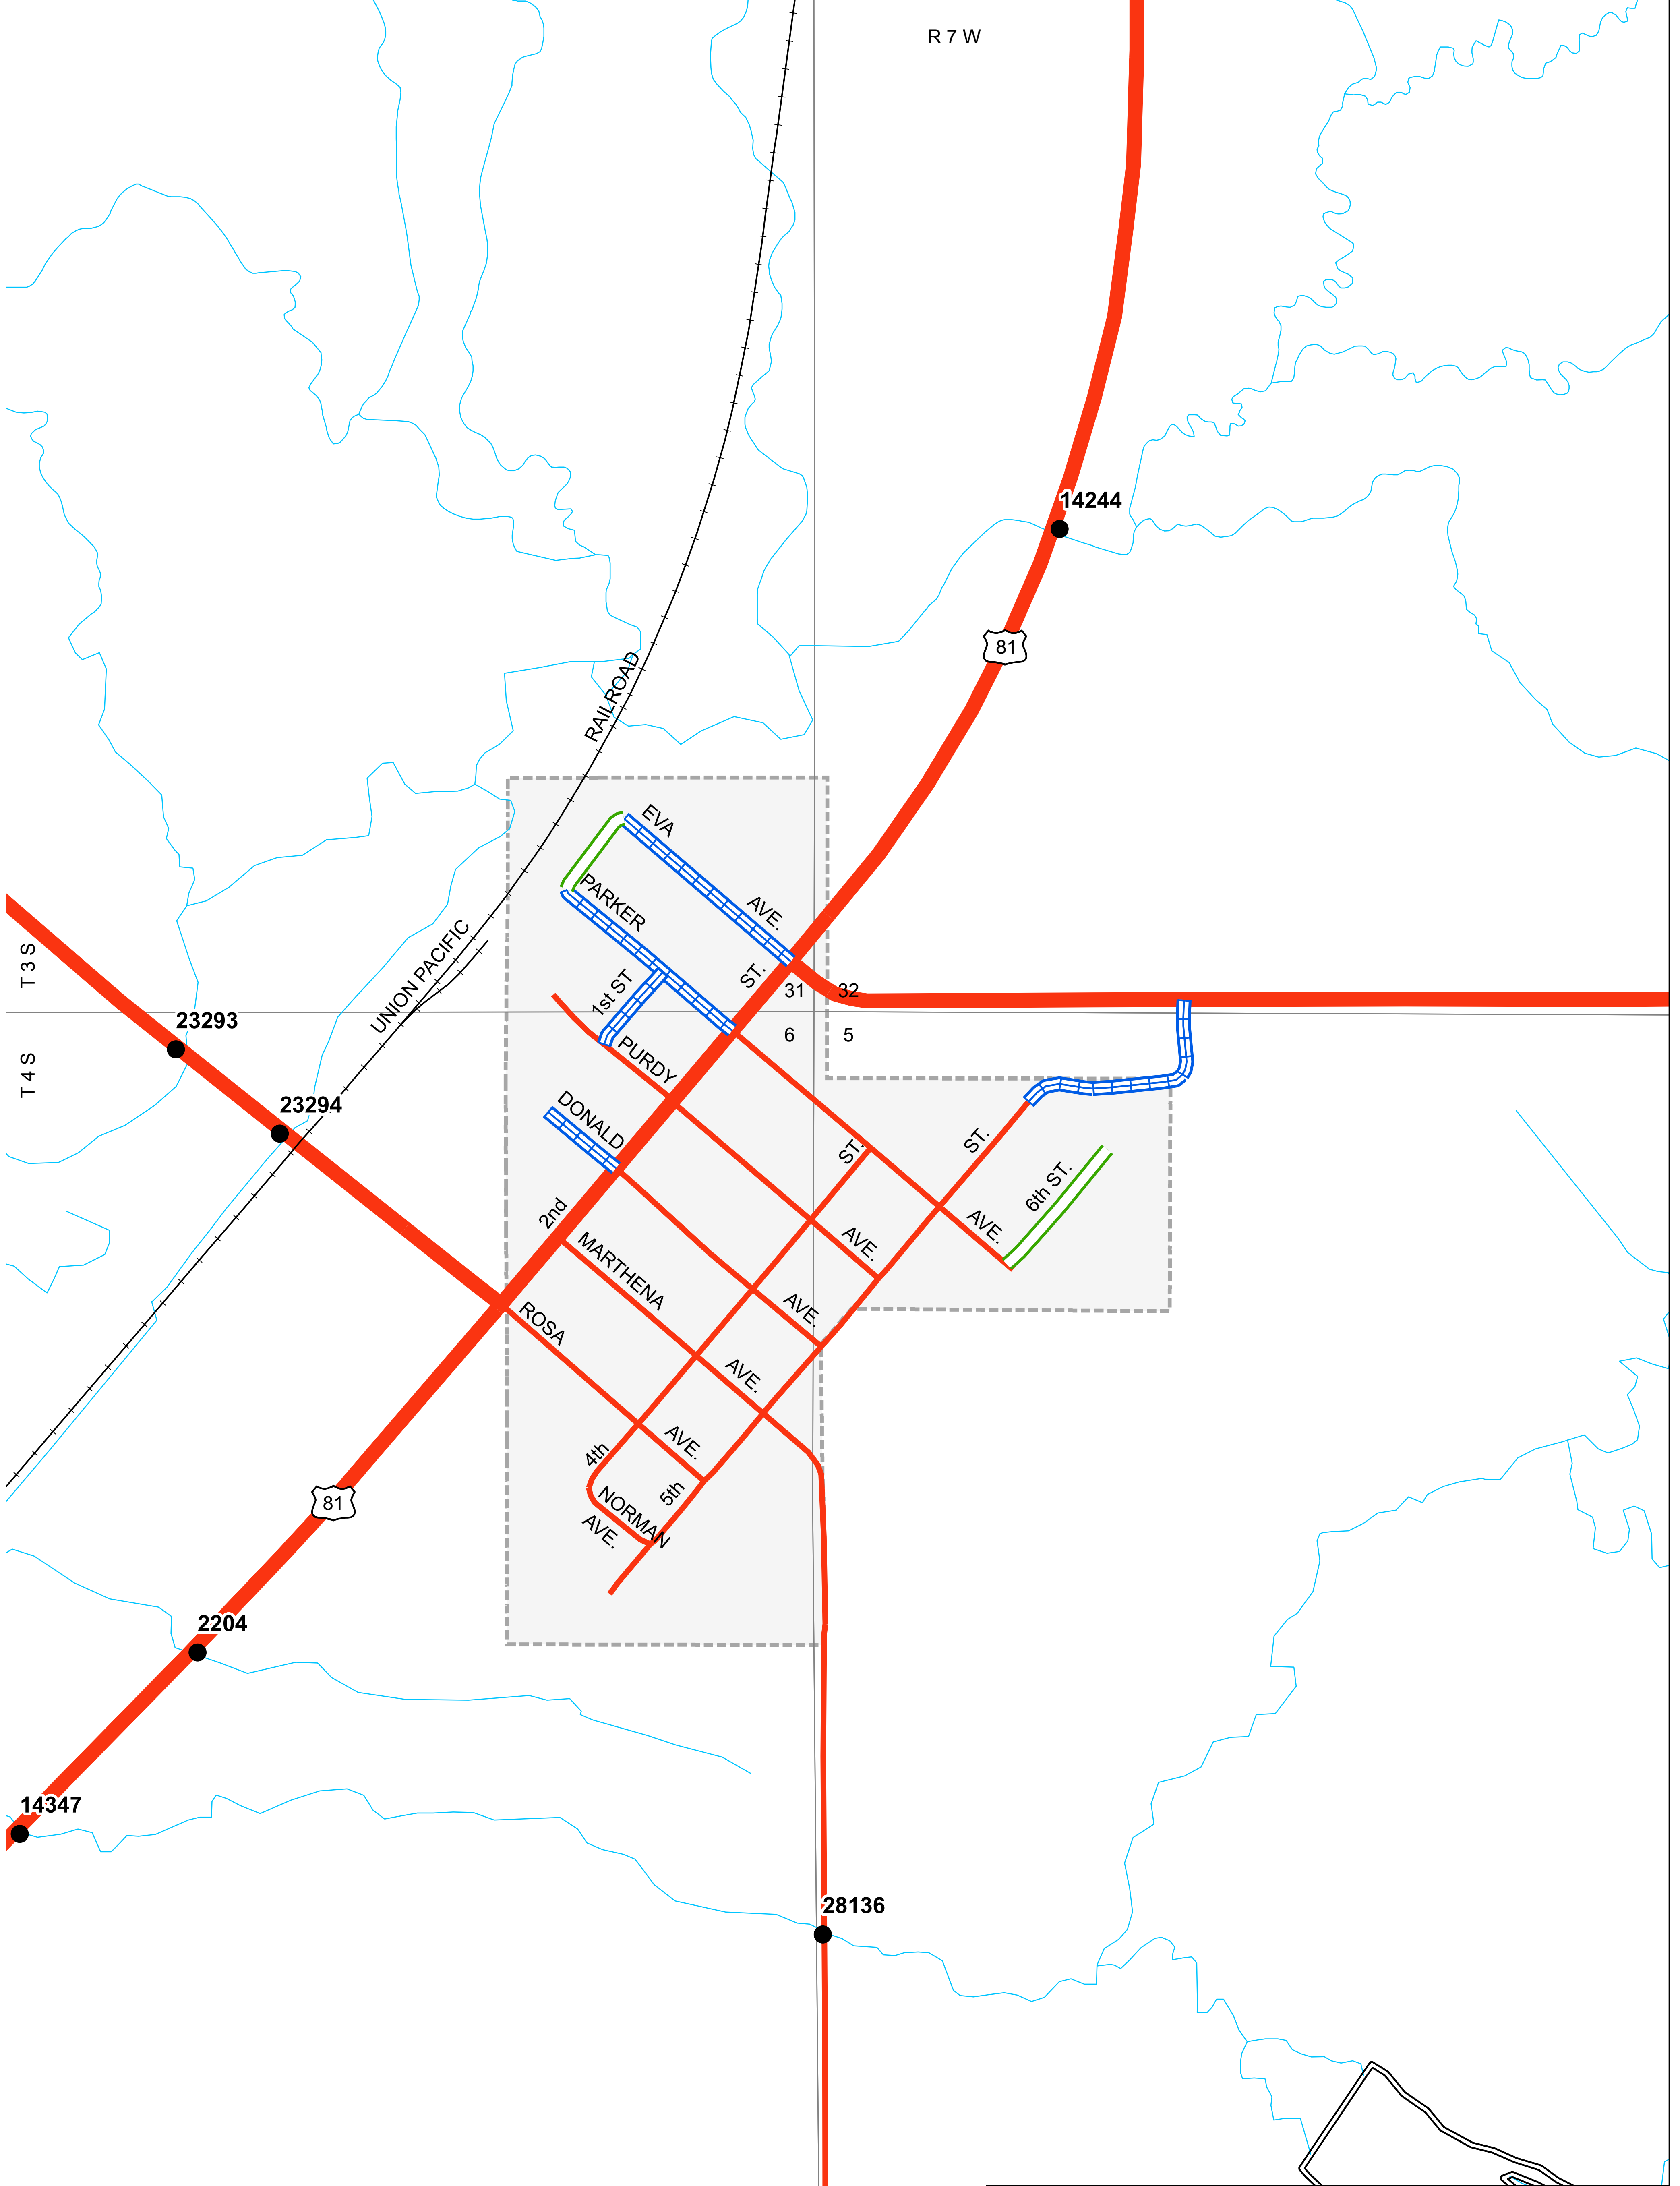 R 7 W
14244
81
RAILROAD
EVA
AVE.
PARKER
UNION PACIFIC
T 3 S
1st ST
ST.
31
32
23293
6
5
PURDY
T 4 S
23294
DONALD
ST.
ST.
6th ST.
2nd
AVE.
AVE.
MARTHENA
AVE.
ROSA
AVE.
AVE.
4th
5th
81
NORMAN
AVE.
2204
14347
28136